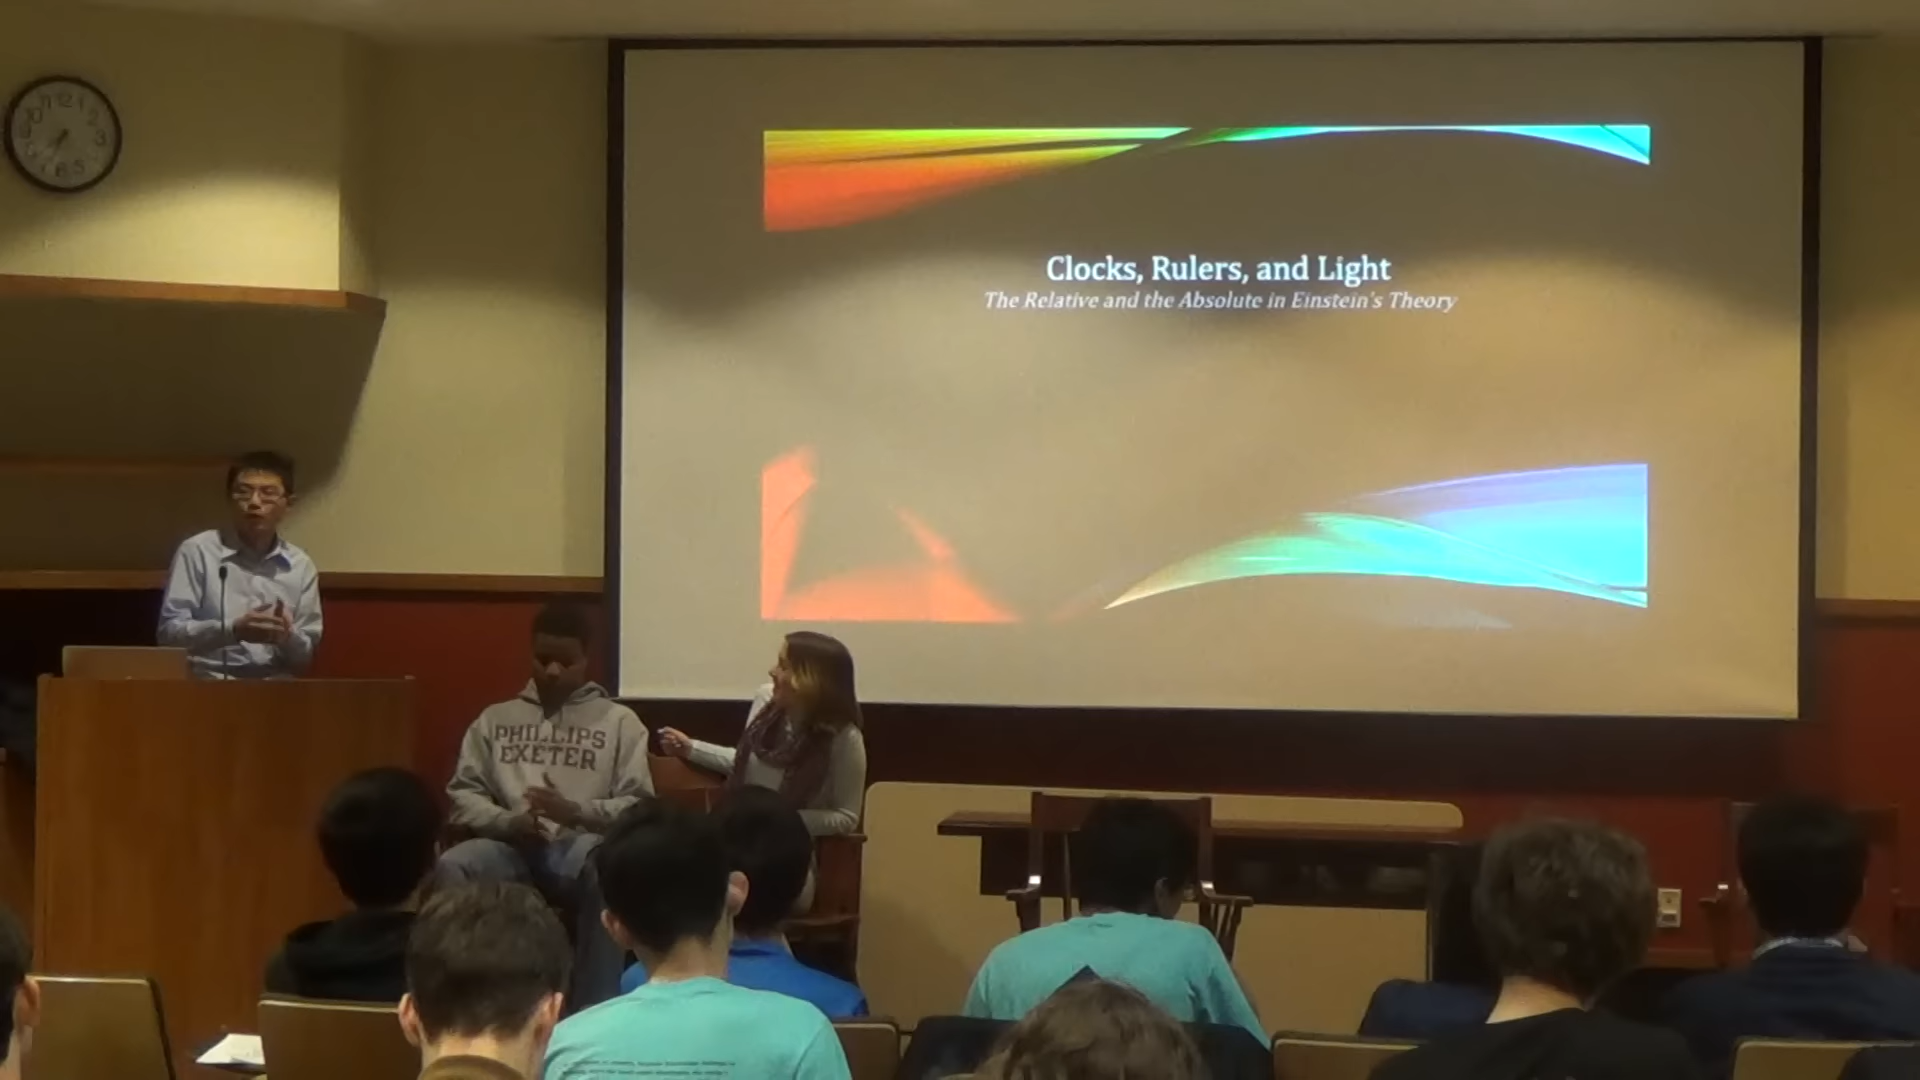 Clocks, Rulers, and Light
The Relative and the Absolute in Einstein's Theory
PHILLIPS
EXETER